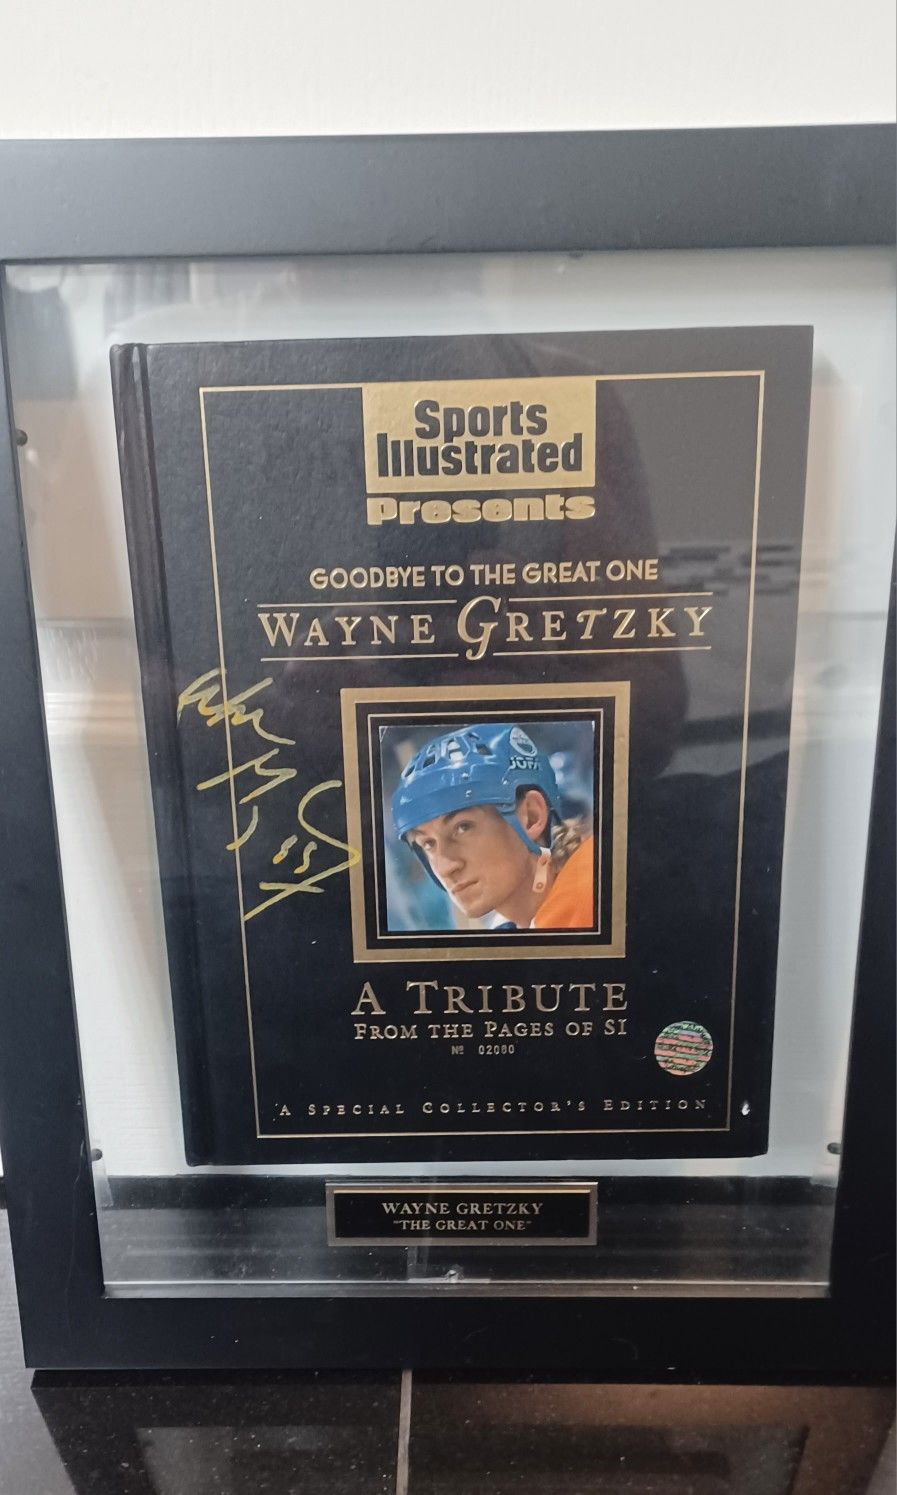 Sports
Illustrated
Presents
GOODBYE TO THE GREAT ONE
WAYNE GRETZKY
JOFA
A TRIBUTE
FROM THE PAGES OF SI
Nº 02080
A SPECIAL COLLECTOR'S EDITION
WAYNE GRETZKY
"THE GREAT ONE"